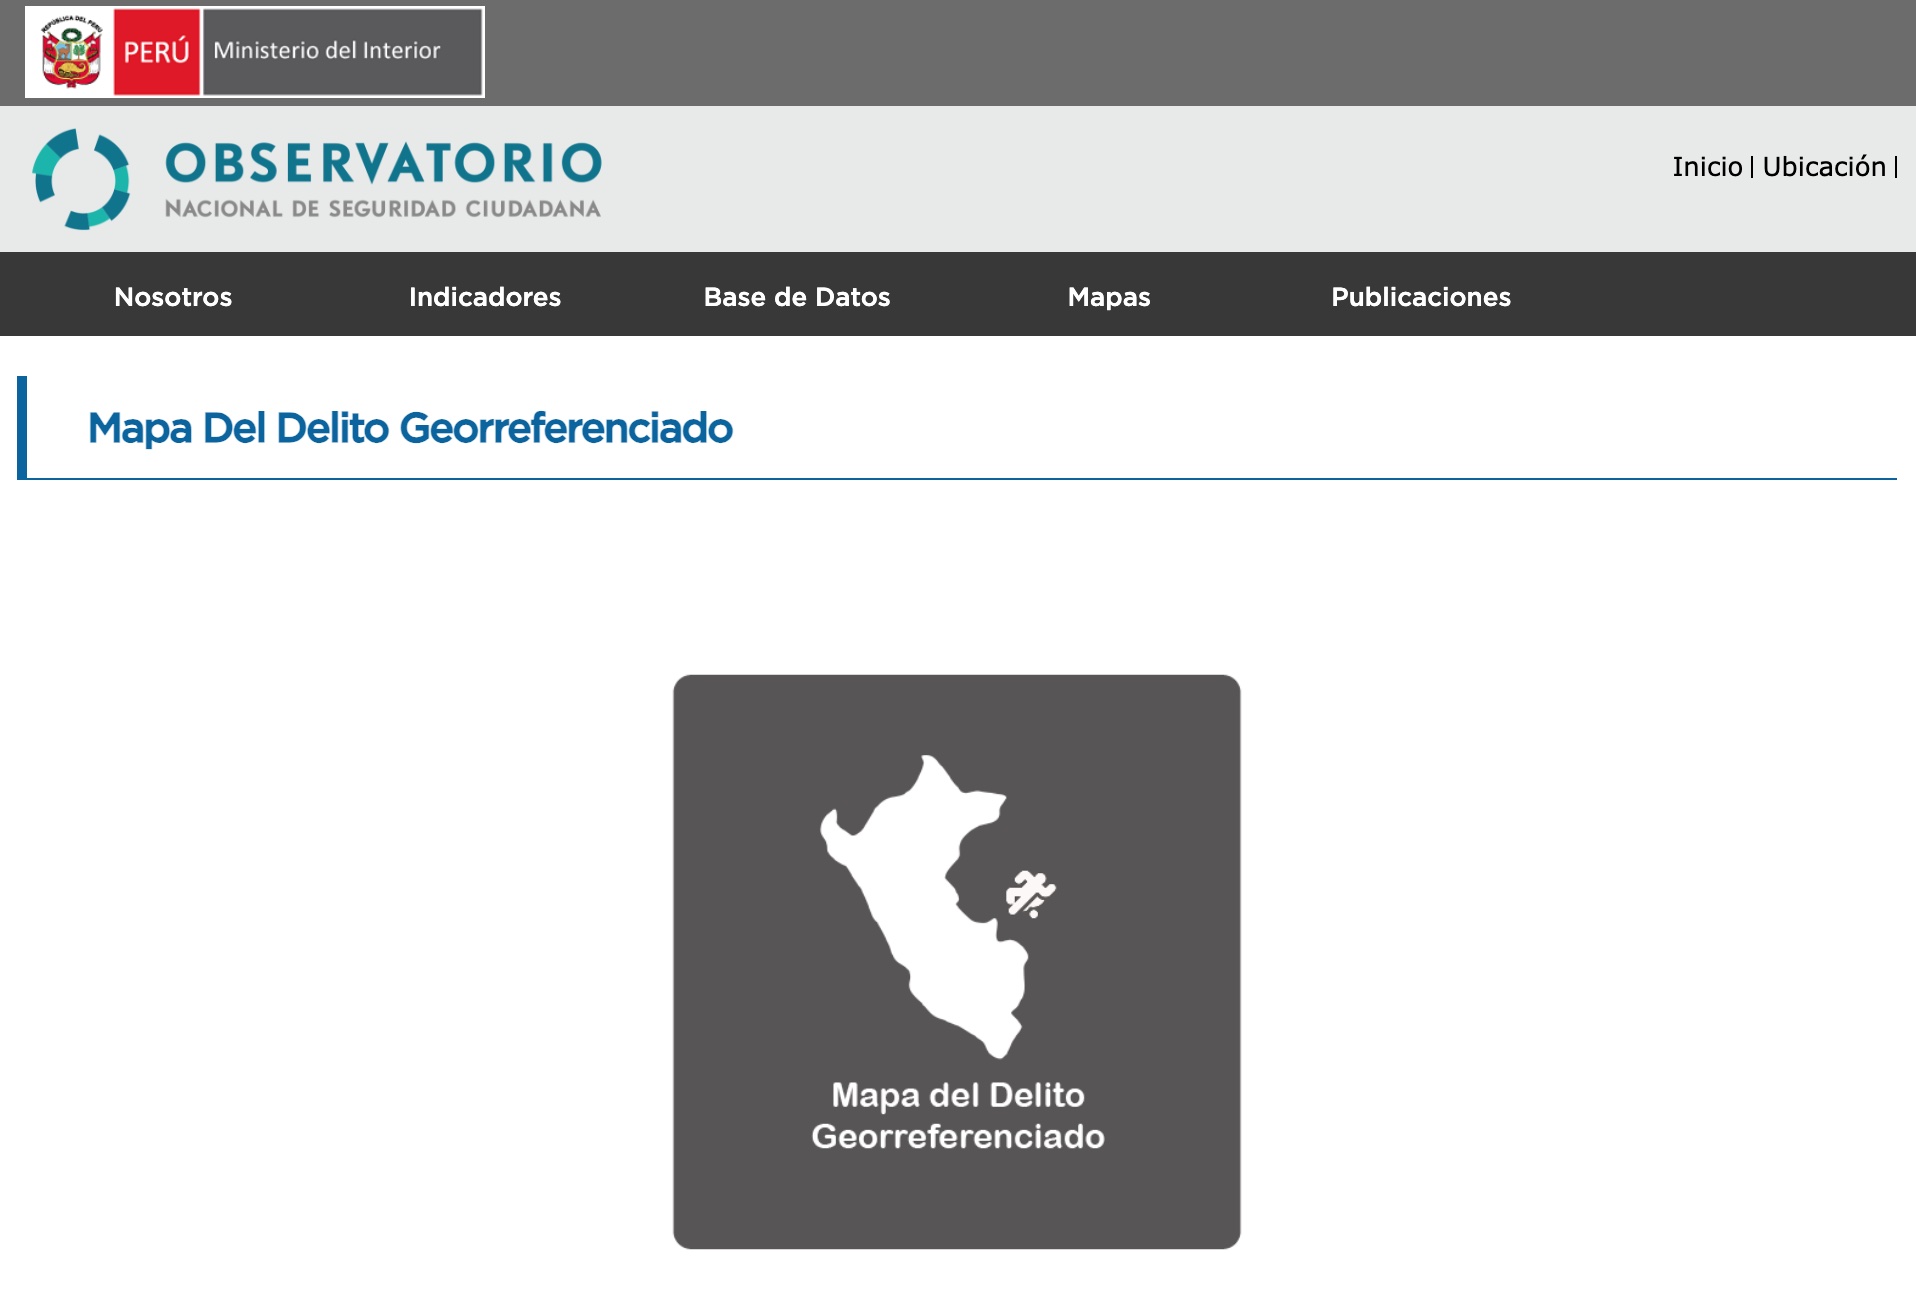 REPÚBLICA DEL PERÚ
PERÚ
Ministerio del Interior
OBSERVATORIO
NACIONAL DE SEGURIDAD CIUDADANA
Inicio | Ubicación |
Nosotros Indicadores Base de Datos Mapas Publicaciones
Mapa Del Delito Georreferenciado
Mapa del Delito
Georreferenciado